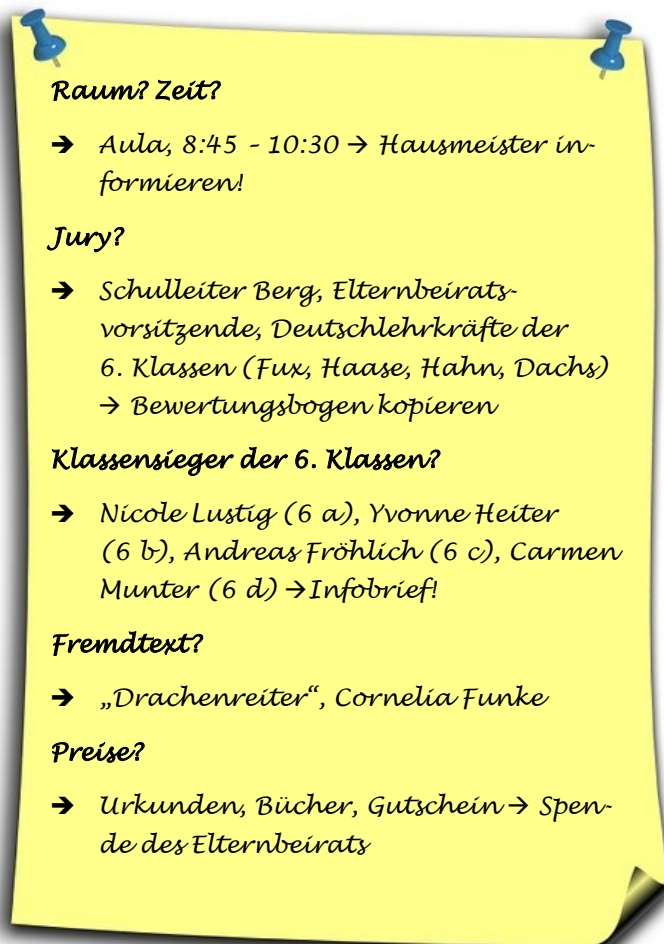 Raum? Zeit?
➔ Aula, 8:45 – 10:30 → Hausmeister in-
formieren!
Jury?
➔ Schulleiter Berg, Elternbeirats-
vorsitzende, Deutschlehrkräfte der
6. Klassen (Fux, Haase, Hahn, Dachs)
→ Bewertungsbogen kopieren
Klassensieger der 6. Klassen?
➔ Nicole Lustig (6 a), Yvonne Heiter
(6 b), Andreas Fröhlich (6 c), Carmen
Munter (6 d) →Infobrief!
Fremdtext?
➔ „Drachenreiter“, Cornelia Funke
Preise?
➔ Urkunden, Bücher, Gutschein → Spen-
de des Elternbeirats